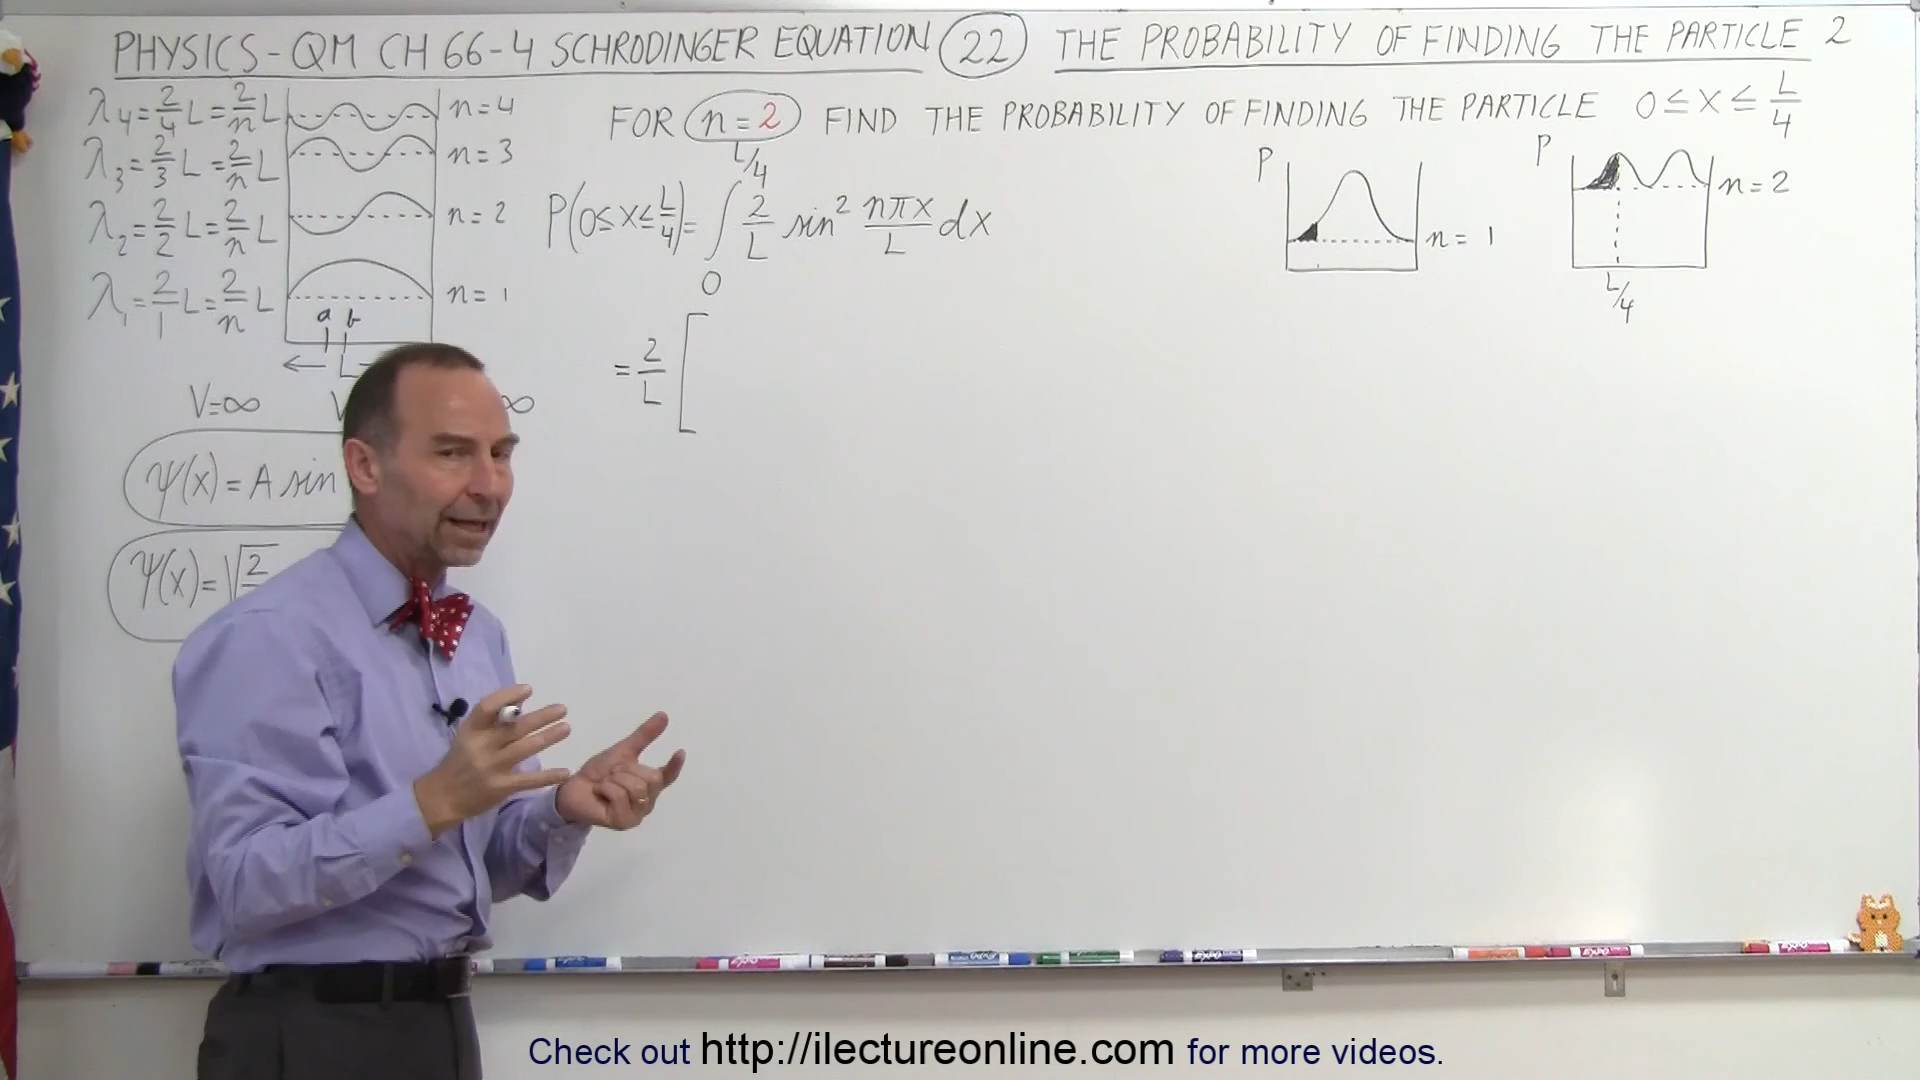 PHYSICS - QM CH 66-4 SCHRODINGER EQUATION 22 THE PROBABILITY OF FINDING THE PARTICLE 2
λ₄ = 2/4 L = 2/n L n = 4
λ₃ = 2/3 L = 2/n L n = 3
λ₂ = 2/2 L = 2/n L n = 2
λ₁ = 2/1 L = 2/n L n = 1
a b
L
V=∞ V ∞
ψ(x) = A sin
ψ(x) = √2
FOR n = 2 FIND THE PROBABILITY OF FINDING THE PARTICLE 0 ≤ x ≤ L/4
P(0 ≤ x ≤ L/4) = ∫₀^{L/4} 2/L sin² nπx/L dx
= 2/L [
P n = 1
P n = 2
L/4
Check out http://ilectureonline.com for more videos.